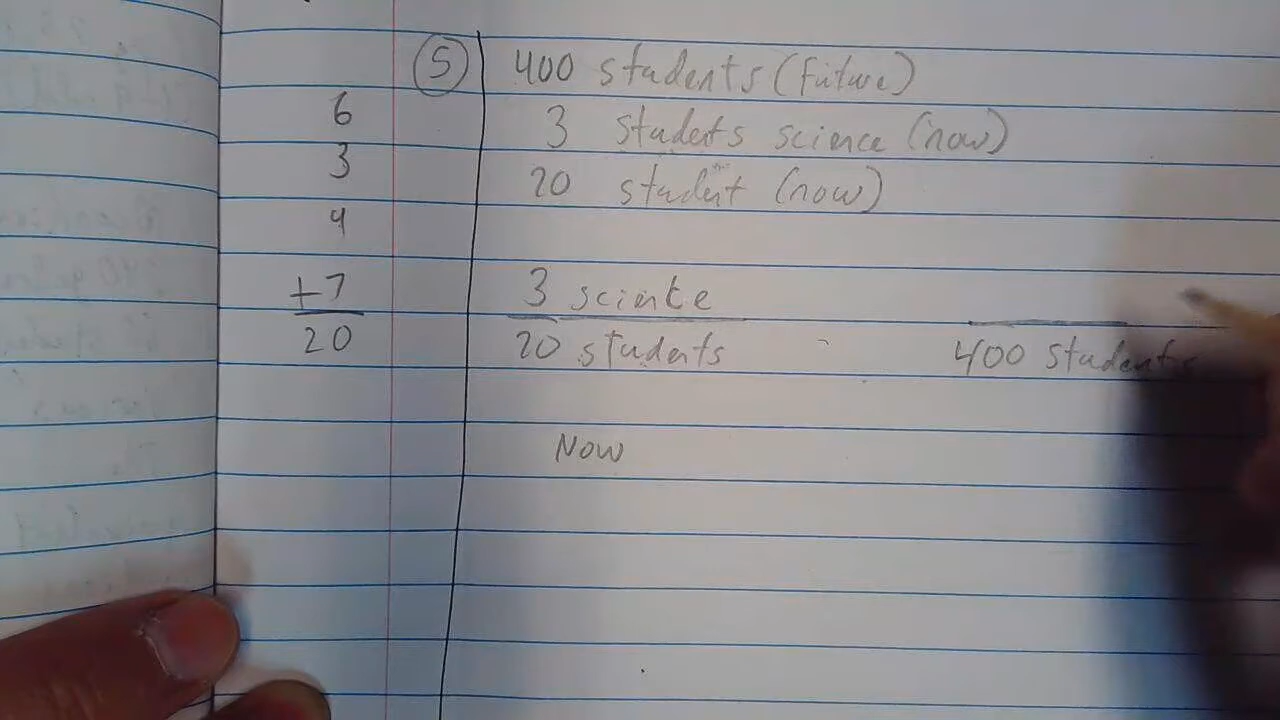 5 400 students (future)
6
3 students science (now)
3
20 student (now)
4
+7
3 science
20
20 students
400 students
Now